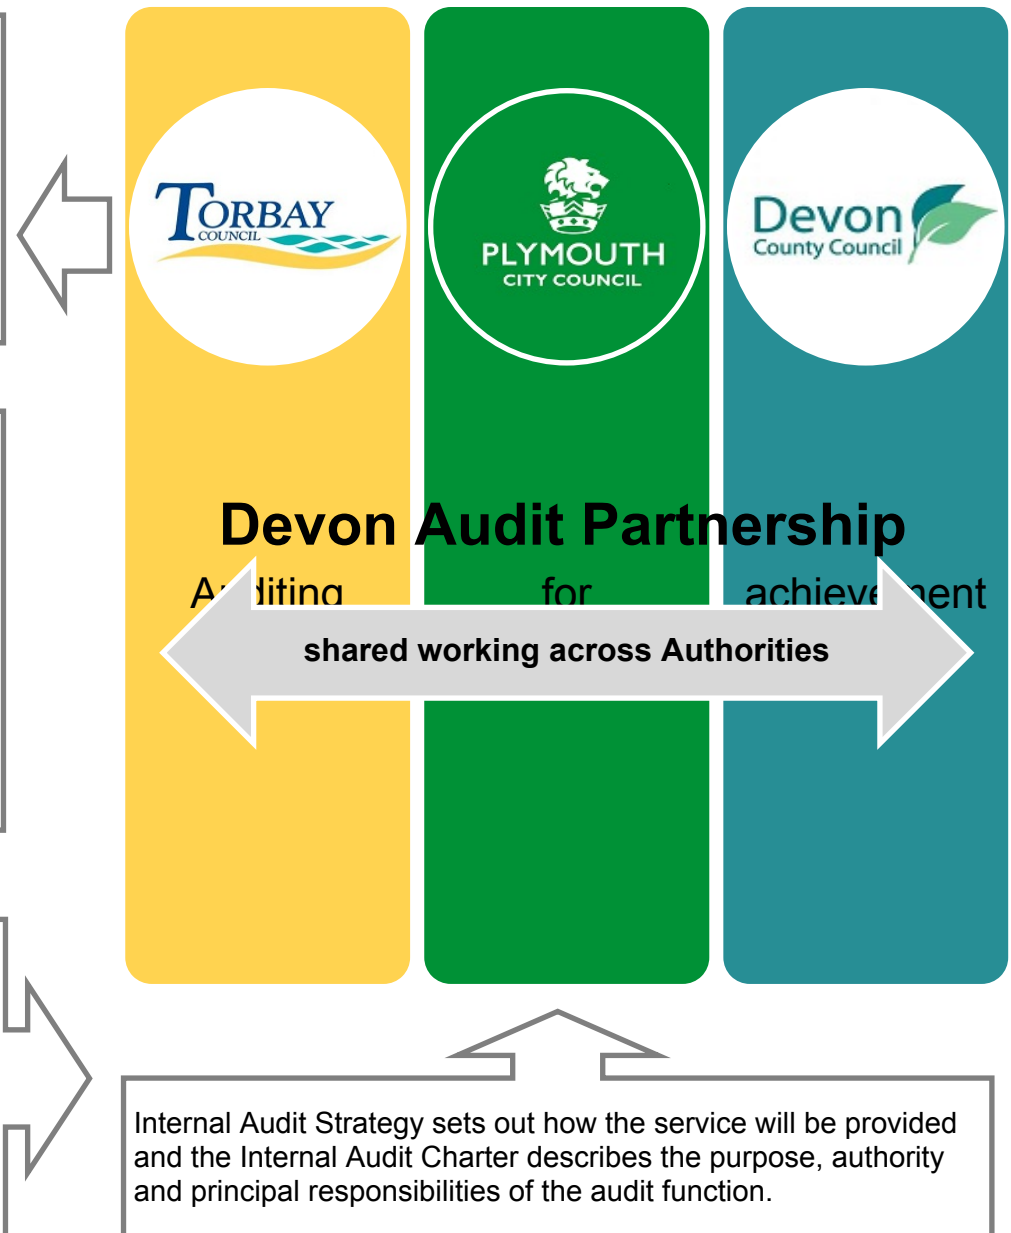 TORBAY
COUNCIL
PLYMOUTH
CITY COUNCIL
Devon
County Council
Devon Audit Partnership
Auditing for achievement
shared working across Authorities
Internal Audit Strategy sets out how the service will be provided
and the Internal Audit Charter describes the purpose, authority
and principal responsibilities of the audit function.